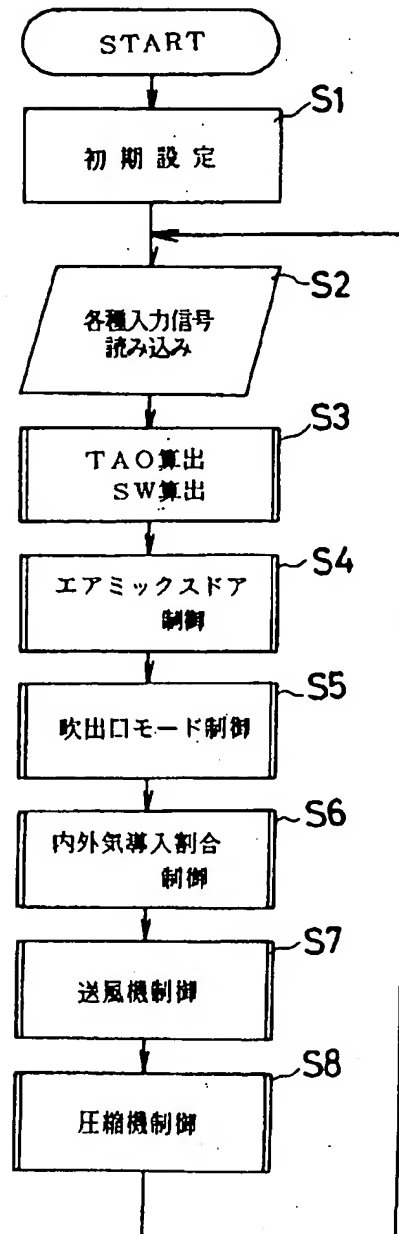 START
S1
初期設定
S2
各種入力信号
読み込み
S3
TAO算出
SW算出
S4
エアミックスドア
制御
S5
吹出口モード制御
S6
内外気導入割合
制御
S7
送風機制御
S8
圧縮機制御